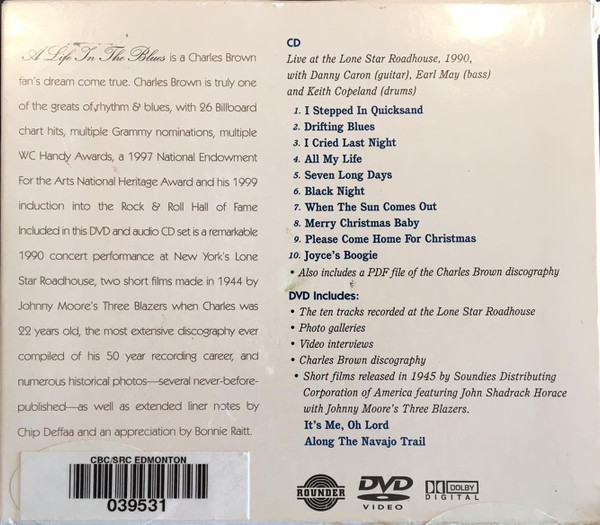 A Life In The Blues is a Charles Brown
fan's dream come true. Charles Brown is truly one
of the greats of rhythm & blues, with 26 Billboard
chart hits, multiple Grammy nominations, multiple
WC Handy Awards, a 1997 National Endowment
For the Arts National Heritage Award and his 1999
induction into the Rock & Roll Hall of Fame
Included in this DVD and audio CD set is a remarkable
1990 concert performance at New York's Lone
Star Roadhouse, two short films made in 1944 by
Johnny Moore's Three Blazers when Charles was
22 years old, the most extensive discography ever
compiled of his 50 year recording career, and
numerous historical photos—several never-before-
published—as well as extended liner notes by
Chip Deffaa and an appreciation by Bonnie Raitt.
CBC/SRC EDMONTON
039531
CD
Live at the Lone Star Roadhouse, 1990,
with Danny Caron (guitar), Earl May (bass)
and Keith Copeland (drums)
1. I Stepped In Quicksand
2. Drifting Blues
3. I Cried Last Night
4. All My Life
5. Seven Long Days
6. Black Night
7. When The Sun Comes Out
8. Merry Christmas Baby
9. Please Come Home For Christmas
10. Joyce's Boogie
• Also includes a PDF file of the Charles Brown discography
DVD Includes:
• The ten tracks recorded at the Lone Star Roadhouse
• Photo galleries
• Video interviews
• Charles Brown discography
• Short films released in 1945 by Soundies Distributing
Corporation of America featuring John Shadrack Horace
with Johnny Moore's Three Blazers.
It's Me, Oh Lord
Along The Navajo Trail
ROUNDER
DVD
VIDEO
DOLBY
DIGITAL